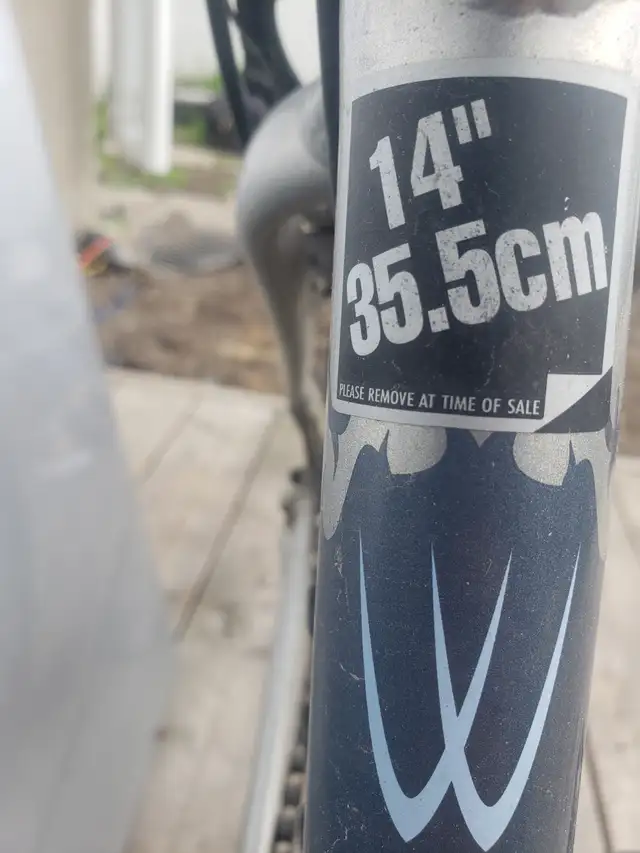 14"
35.5cm
PLEASE REMOVE AT TIME OF SALE
W